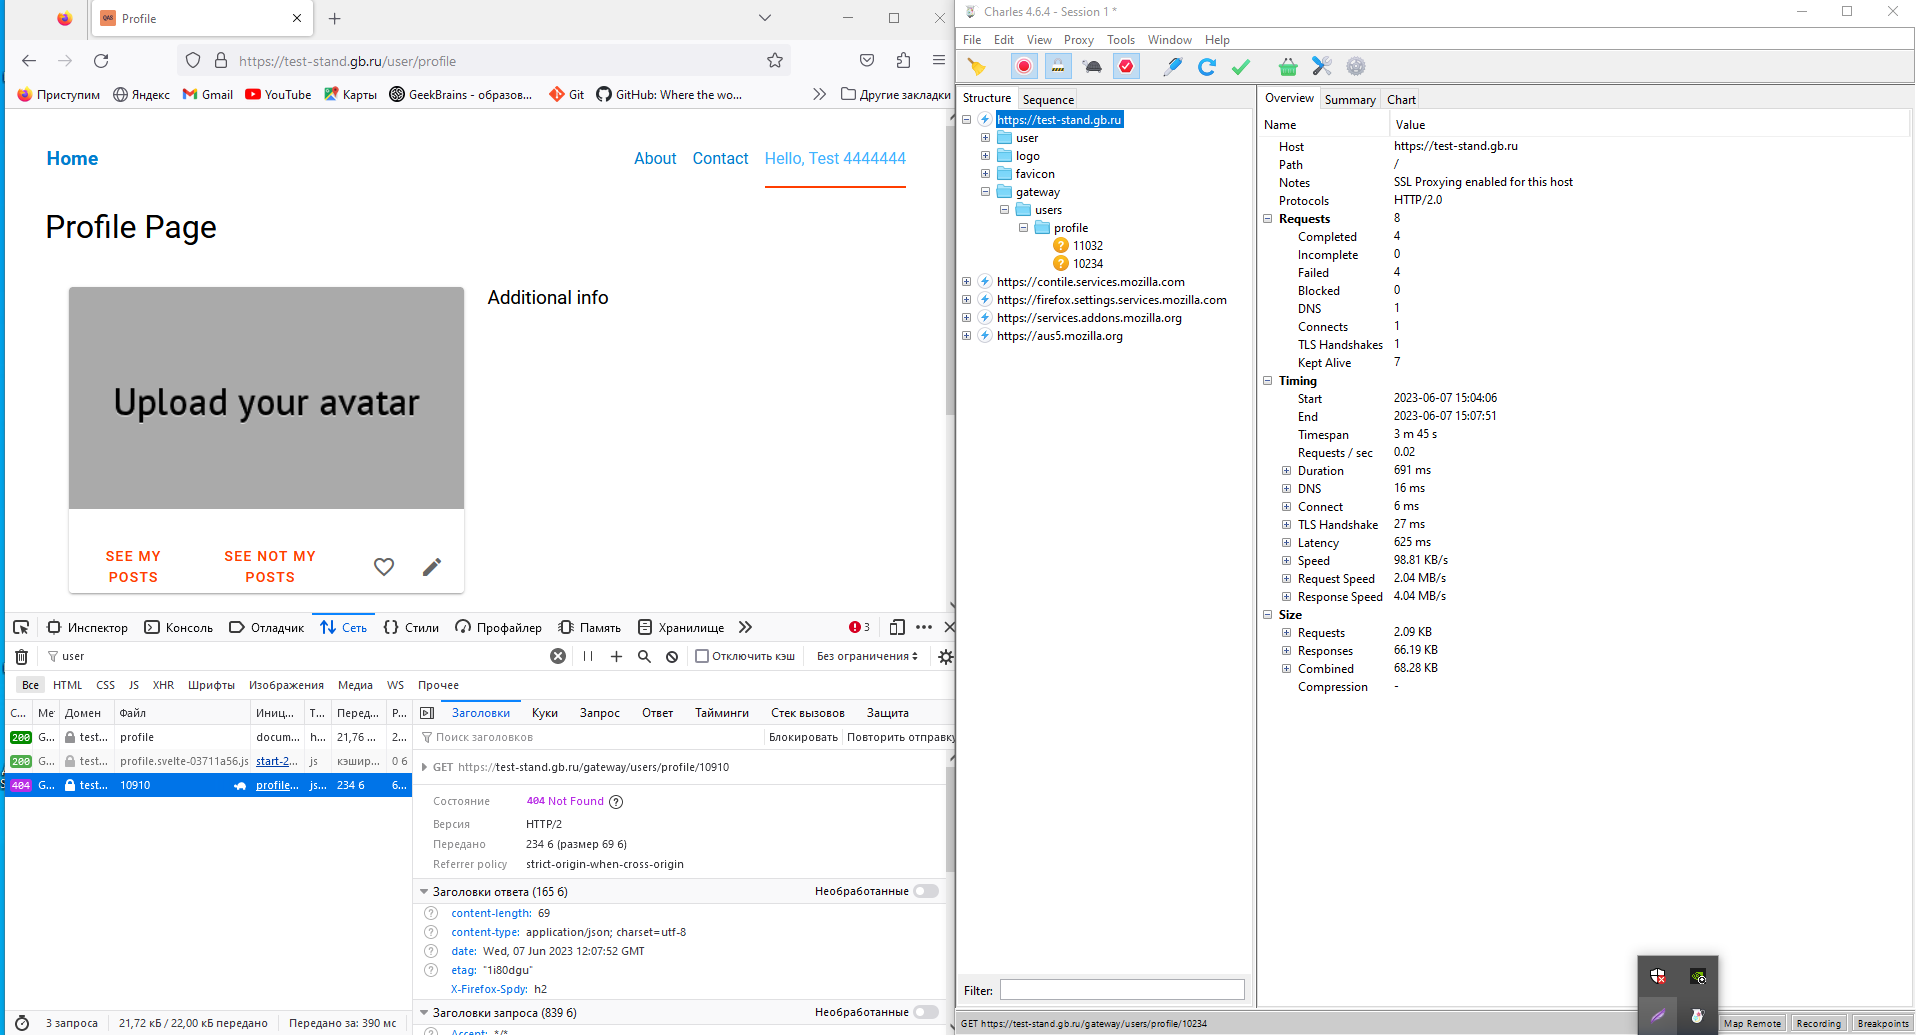 Profile
https://test-stand.gb.ru/user/profile
Приступим
Яндекс
Gmail
YouTube
Карты
GeekBrains - образов...
Git
GitHub: Where the wo...
Другие закладки
Home
About
Contact
Hello, Test 4444444
Profile Page
Upload your avatar
Additional info
SEE MY
POSTS
SEE NOT MY
POSTS
Инспектор
Консоль
Отладчик
Сеть
Стили
Профайлер
Память
Хранилище
3
user
Отключить кэш
Без ограничения
Все
HTML
CSS
JS
XHR
Шрифты
Изображения
Медиа
WS
Прочее
С...
Ме
Домен
Файл
Иниц...
Т...
Перед...
Р...
200 G... test... profile docum... h... 21,76 ... 2...
200 G... test... profile.svelte-03711a56.js start-2... js кэшир... 0 б
404 G... test... 10910 profile... js... 234 б 6...
Заголовки
Куки
Запрос
Ответ
Тайминги
Стек вызовов
Защита
Поиск заголовков
Блокировать
Повторить отправку
GET https://test-stand.gb.ru/gateway/users/profile/10910
Состояние 404 Not Found
Версия HTTP/2
Передано 234 б (размер 69 б)
Referrer policy strict-origin-when-cross-origin
Заголовки ответа (165 б) Необработанные
content-length: 69
content-type: application/json; charset=utf-8
date: Wed, 07 Jun 2023 12:07:52 GMT
etag: "1i80dgu"
X-Firefox-Spdy: h2
Заголовки запроса (839 б) Необработанные
Accept: */*
3 запроса
21,72 кБ / 22,00 кБ передано
Передано за: 390 мс
Charles 4.6.4 - Session 1 *
File
Edit
View
Proxy
Tools
Window
Help
Structure
Sequence
https://test-stand.gb.ru
user
logo
favicon
gateway
users
profile
11032
10234
https://contile.services.mozilla.com
https://firefox.settings.services.mozilla.com
https://services.addons.mozilla.org
https://aus5.mozilla.org
Filter:
Overview
Summary
Chart
Name Value
Host https://test-stand.gb.ru
Path /
Notes SSL Proxying enabled for this host
Protocols HTTP/2.0
Requests 8
Completed 4
Incomplete 0
Failed 4
Blocked 0
DNS 1
Connects 1
TLS Handshakes 1
Kept Alive 7
Timing
Start 2023-06-07 15:04:06
End 2023-06-07 15:07:51
Timespan 3 m 45 s
Requests / sec 0.02
Duration 691 ms
DNS 16 ms
Connect 6 ms
TLS Handshake 27 ms
Latency 625 ms
Speed 98.81 KB/s
Request Speed 2.04 MB/s
Response Speed 4.04 MB/s
Size
Requests 2.09 KB
Responses 66.19 KB
Combined 68.28 KB
Compression -
GET https://test-stand.gb.ru/gateway/users/profile/10234
Map Remote
Recording
Breakpoints